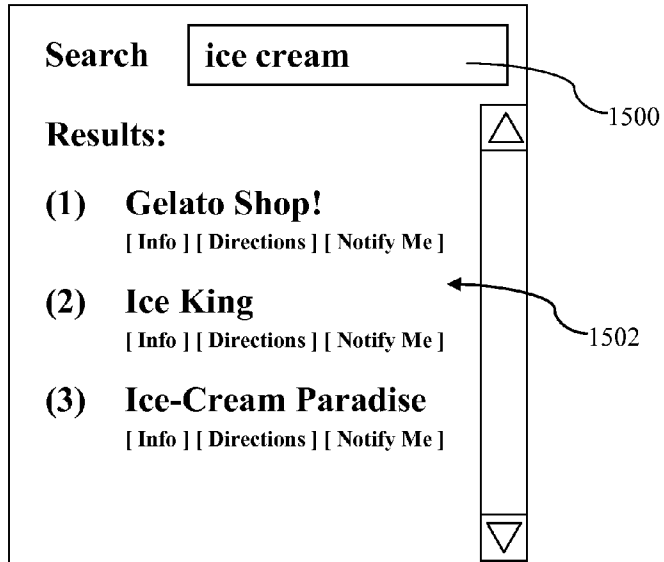 Search ice cream
1500
Results:
(1) Gelato Shop!
[ Info ] [ Directions ] [ Notify Me ]
(2) Ice King
[ Info ] [ Directions ] [ Notify Me ]
1502
(3) Ice-Cream Paradise
[ Info ] [ Directions ] [ Notify Me ]